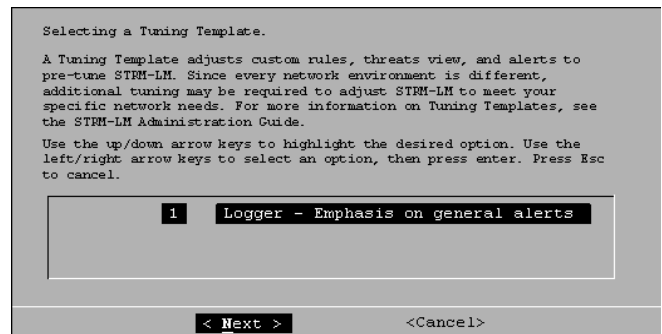 Selecting a Tuning Template.
A Tuning Template adjusts custom rules, threats view, and alerts to
pre-tune STRM-LM. Since every network environment is different,
additional tuning may be required to adjust STRM-LM to meet your
specific network needs. For more information on Tuning Templates, see
the STRM-LM Administration Guide.
Use the up/down arrow keys to highlight the desired option. Use the
left/right arrow keys to select an option, then press enter. Press Esc
to cancel.
1 Logger - Emphasis on general alerts
< Next > <Cancel>